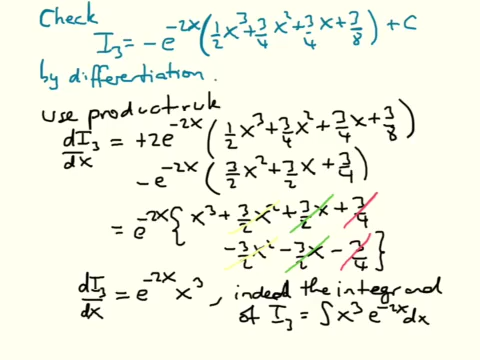 Check
I₃ = -e^{-2x}(1/2 x³ + 3/4 x² + 3/4 x + 3/8) + C
by differentiation.
use product rule
dI₃/dx = +2e^{-2x} (1/2 x³ + 3/4 x² + 3/4 x + 3/8)
-e^{-2x} (3/2 x² + 3/2 x + 3/4)
= e^{-2x} { x³ + 3/2 x² + 3/2 x + 3/4
- 3/2 x² - 3/2 x - 3/4 }
dI₃/dx = e^{-2x} x³, indeed the integrand
of I₃ = ∫ x³ e^{-2x} dx